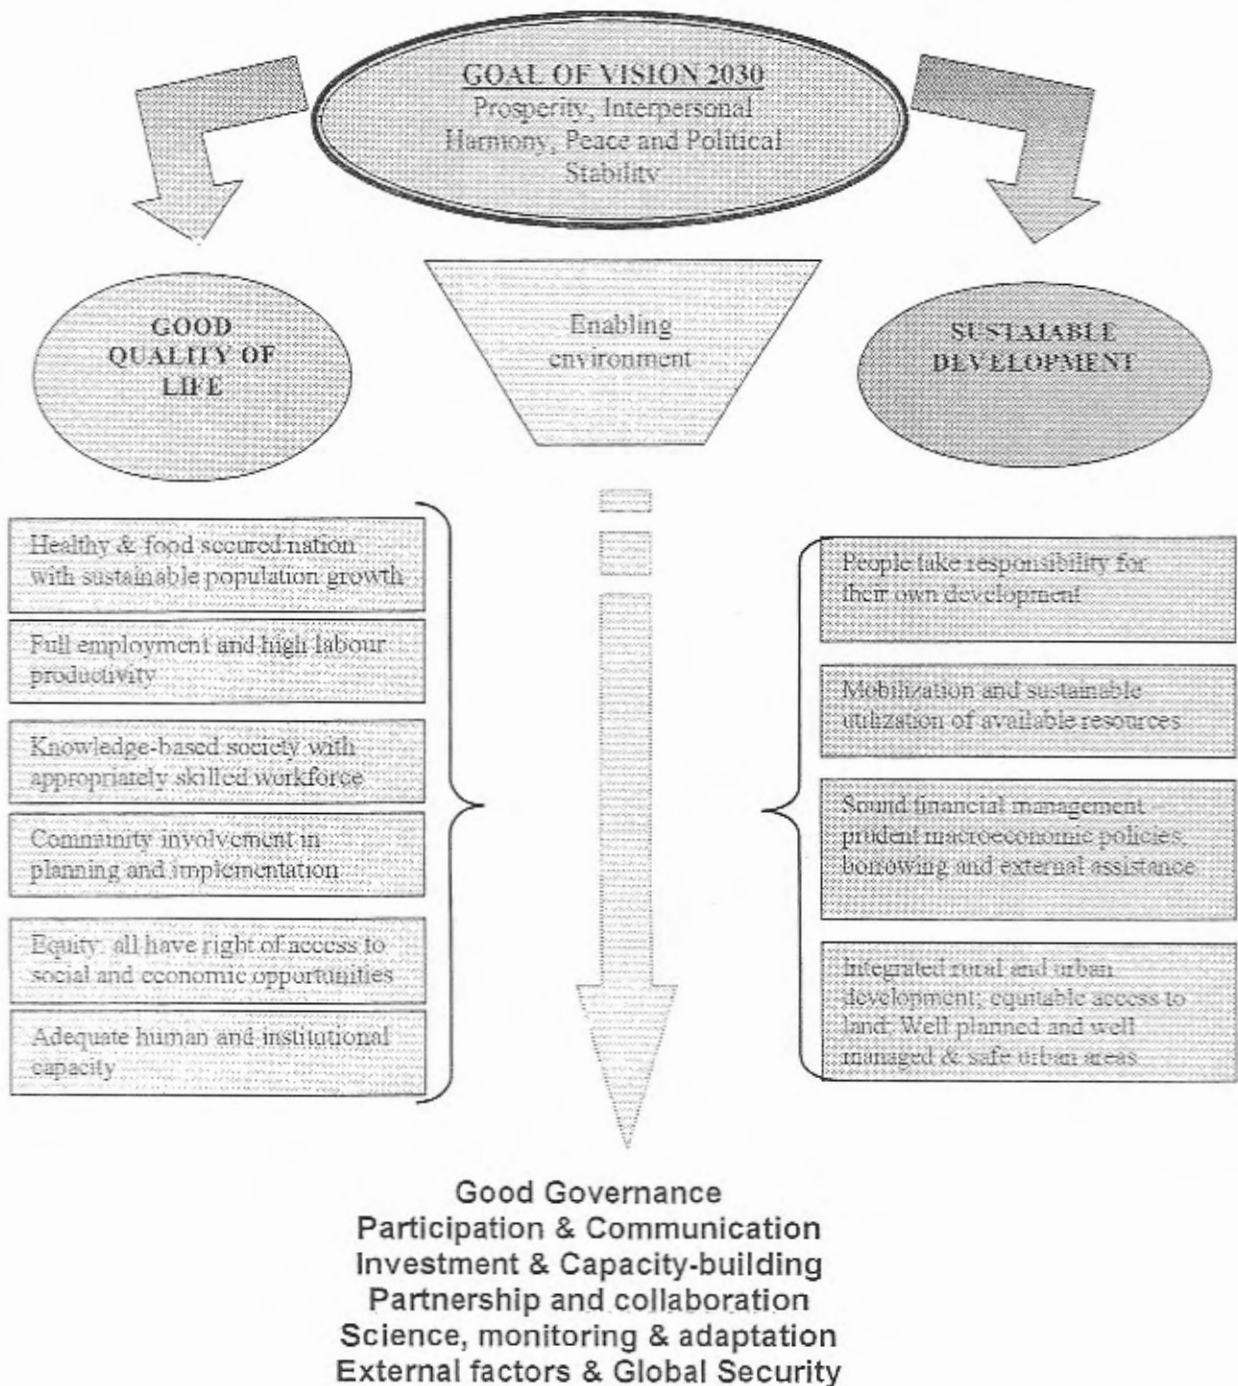 GOAL OF VISION 2030
Prosperity, Interpersonal
Harmony, Peace and Political
Stability
GOOD
QUALITY OF
LIFE
Enabling
environment
SUSTAIABLE
DEVELOPMENT
Healthy & food secured nation
with sustainable population growth
Full employment and high labour
productivity
Knowledge-based society with
appropriately skilled workforce
Community involvement in
planning and implementation
Equity: all have right of access to
social and economic opportunities
Adequate human and institutional
capacity
People take responsibility for
their own development
Mobilization and sustainable
utilization of available resources
Sound financial management –
prudent macroeconomic policies,
borrowing and external assistance
Integrated rural and urban
development; equitable access to
land; Well planned and well
managed & safe urban areas
Good Governance
Participation & Communication
Investment & Capacity-building
Partnership and collaboration
Science, monitoring & adaptation
External factors & Global Security